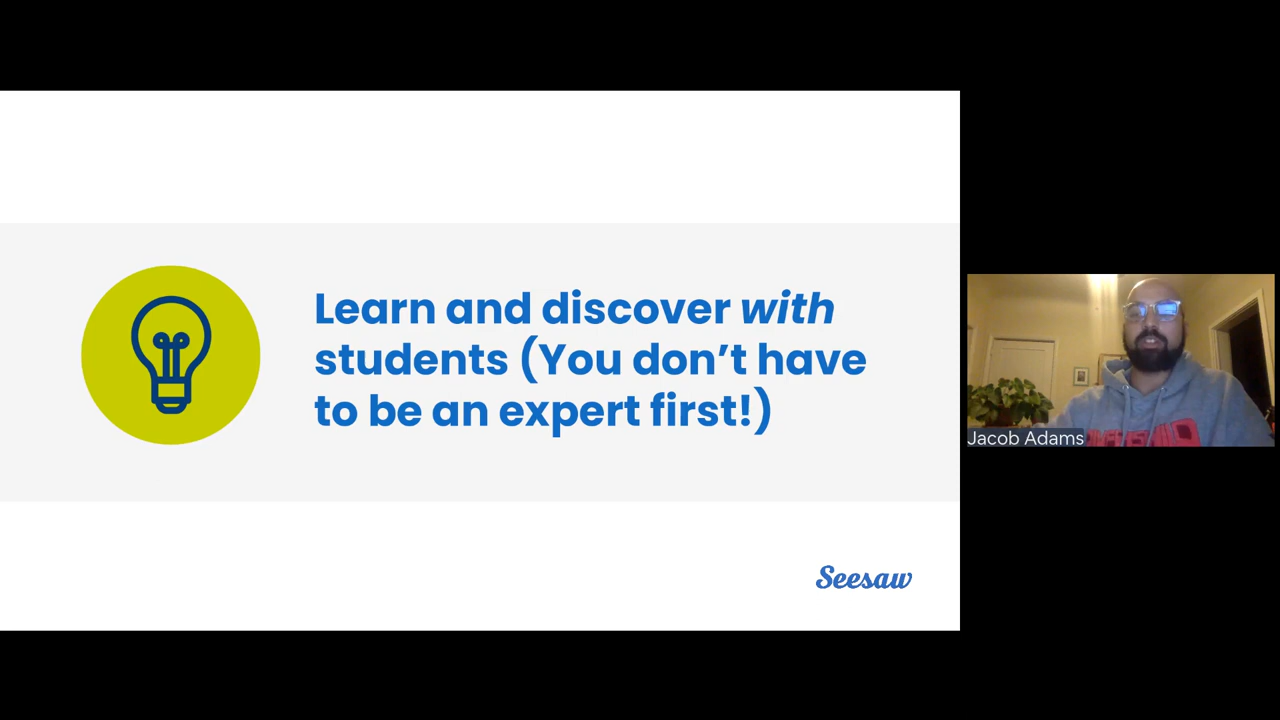 Learn and discover with
students (You don’t have
to be an expert first!)
Seesaw
Jacob Adams